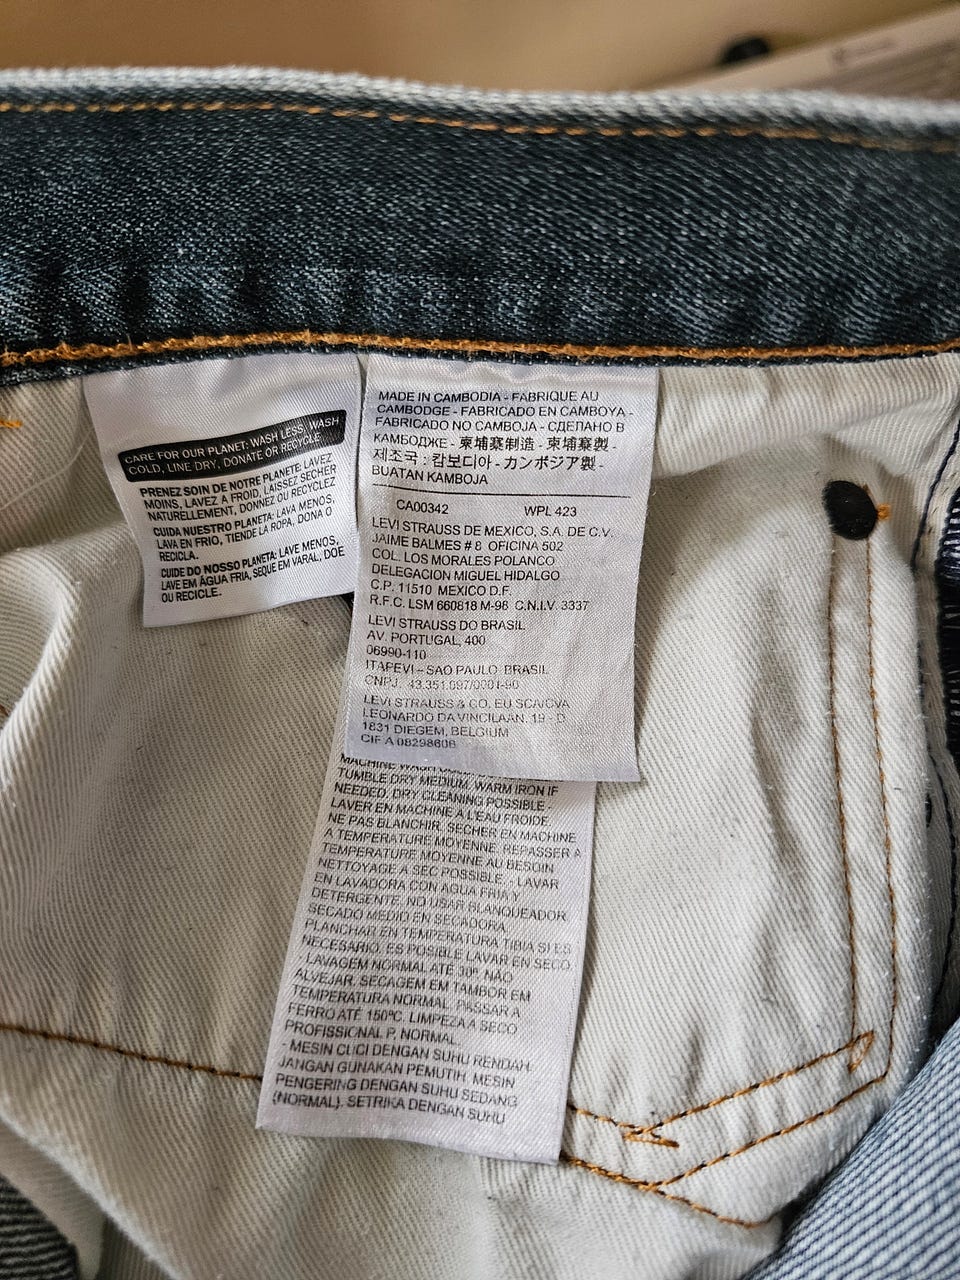 CARE FOR OUR PLANET: WASH LESS, WASH
COLD, LINE DRY, DONATE OR RECYCLE
PRENEZ SOIN DE NOTRE PLANETE: LAVEZ
MOINS, LAVEZ A FROID, LAISSEZ SECHER
NATURELLEMENT, DONNEZ OU RECYCLEZ
CUIDA NUESTRO PLANETA: LAVA MENOS,
LAVA EN FRIO, TIENDE LA ROPA, DONA O
RECICLA.
CUIDE DO NOSSO PLANETA: LAVE MENOS,
LAVE EM ÁGUA FRIA, SEQUE EM VARAL, DOE
OU RECICLE.
MADE IN CAMBODIA - FABRIQUE AU
CAMBODGE - FABRICADO EN CAMBOYA -
FABRICADO NO CAMBOJA - СДЕЛАНО В
КАМБОДЖЕ - 柬埔寨制造 - 柬埔寨製 -
제조국 : 캄보디아 - カンボジア製 -
BUATAN KAMBOJA
CA00342 WPL 423
LEVI STRAUSS DE MEXICO, S.A. DE C.V.
JAIME BALMES # 8 OFICINA 502
COL. LOS MORALES POLANCO
DELEGACION MIGUEL HIDALGO
C.P. 11510 MEXICO D.F.
R.F.C. LSM 660818 M-98 C.N.I.V. 3337
LEVI STRAUSS DO BRASIL
AV. PORTUGAL, 400
06990-110
ITAPEVI – SAO PAULO BRASIL
CNPJ. 43.351.097/0001-90
LEVI STRAUSS & CO. EU SCA/CVA
LEONARDO DA VINCILAAN, 19 - D
1831 DIEGEM, BELGIUM
CIF A 08298608
MACHINE WASH
TUMBLE DRY MEDIUM. WARM IRON IF
NEEDED. DRY CLEANING POSSIBLE -
LAVER EN MACHINE A L'EAU FROIDE.
NE PAS BLANCHIR. SECHER EN MACHINE
A TEMPERATURE MOYENNE. REPASSER A
TEMPERATURE MOYENNE AU BESOIN.
NETTOYAGE A SEC POSSIBLE. - LAVAR
EN LAVADORA CON AGUA FRIA Y
DETERGENTE. NO USAR BLANQUEADOR.
SECADO MEDIO EN SECADORA.
PLANCHAR EN TEMPERATURA TIBIA SI ES
NECESARIO. ES POSIBLE LAVAR EN SECO.
- LAVAGEM NORMAL ATÉ 30º. NÃO
ALVEJAR. SECAGEM EM TAMBOR EM
TEMPERATURA NORMAL. PASSAR A
FERRO ATÉ 150ºC. LIMPEZA A SECO
PROFISSIONAL P, NORMAL.
- MESIN CUCI DENGAN SUHU RENDAH.
JANGAN GUNAKAN PEMUTIH. MESIN
PENGERING DENGAN SUHU SEDANG
(NORMAL). SETRIKA DENGAN SUHU